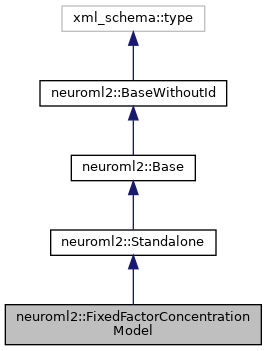 xml_schema::type
neuroml2::BaseWithoutId
neuroml2::Base
neuroml2::Standalone
neuroml2::FixedFactorConcentration
Model